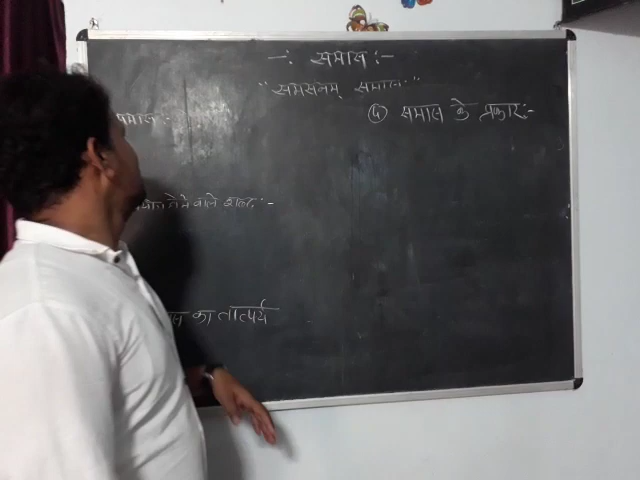 -: समास :-
"समसनम् समासः"
समास :
④ समास के प्रकार:-
वाले शब्द :-
का तात्पर्य